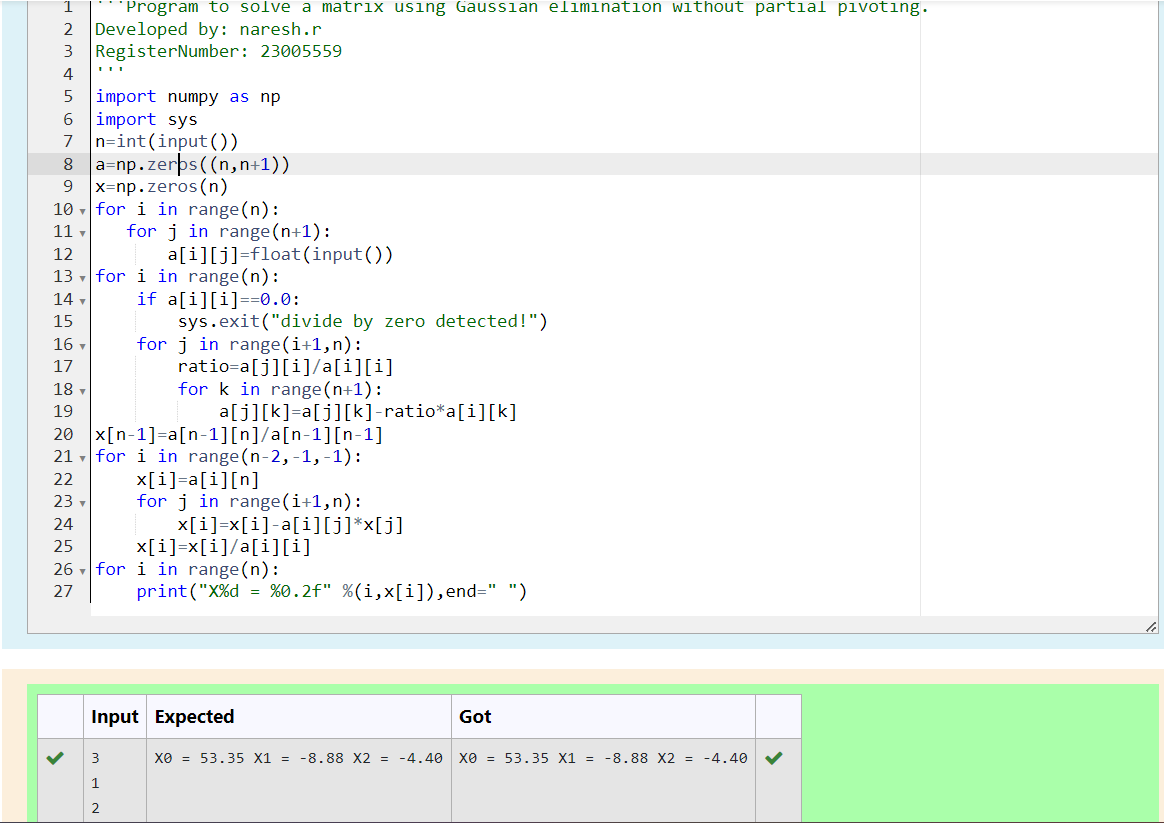 1 '''Program to solve a matrix using Gaussian elimination without partial pivoting.
2 Developed by: naresh.r
3 RegisterNumber: 23005559
4 '''
5 import numpy as np
6 import sys
7 n=int(input())
8 a=np.zeros((n,n+1))
9 x=np.zeros(n)
10 for i in range(n):
11    for j in range(n+1):
12        a[i][j]=float(input())
13 for i in range(n):
14     if a[i][i]==0.0:
15         sys.exit("divide by zero detected!")
16     for j in range(i+1,n):
17         ratio=a[j][i]/a[i][i]
18         for k in range(n+1):
19             a[j][k]=a[j][k]-ratio*a[i][k]
20 x[n-1]=a[n-1][n]/a[n-1][n-1]
21 for i in range(n-2,-1,-1):
22     x[i]=a[i][n]
23     for j in range(i+1,n):
24         x[i]=x[i]-a[i][j]*x[j]
25     x[i]=x[i]/a[i][i]
26 for i in range(n):
27     print("X%d = %0.2f" %(i,x[i]),end=" ")
Input Expected Got
3 X0 = 53.35 X1 = -8.88 X2 = -4.40 X0 = 53.35 X1 = -8.88 X2 = -4.40
1
2